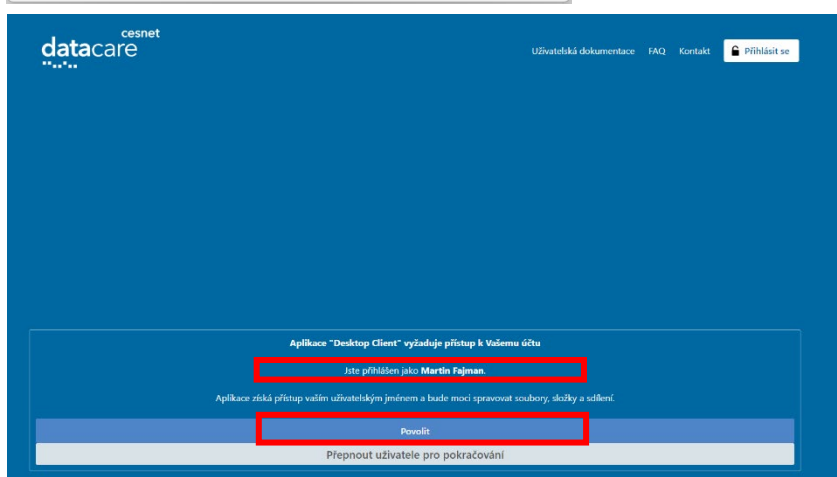 cesnet
datacare
Uživatelská dokumentace FAQ Kontakt Přihlásit se
Aplikace "Desktop Client" vyžaduje přístup k Vašemu účtu
Jste přihlášen jako Martin Fajman.
Aplikace získá přístup vaším uživatelským jménem a bude moci spravovat soubory, složky a sdílení.
Povolit
Přepnout uživatele pro pokračování